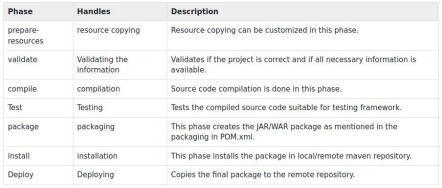 Phase Handles Description
prepare- resource copying Resource copying can be customized in this phase.
resources
validate Validating the Validates if the project is correct and if all necessary information is
information available.
compile compilation Source code compilation is done in this phase.
Test Testing Tests the compiled source code suitable for testing framework.
package packaging This phase creates the JAR/WAR package as mentioned in the
packaging in POM.xml.
install installation This phase installs the package in local/remote maven repository.
Deploy Deploying Copies the final package to the remote repository.